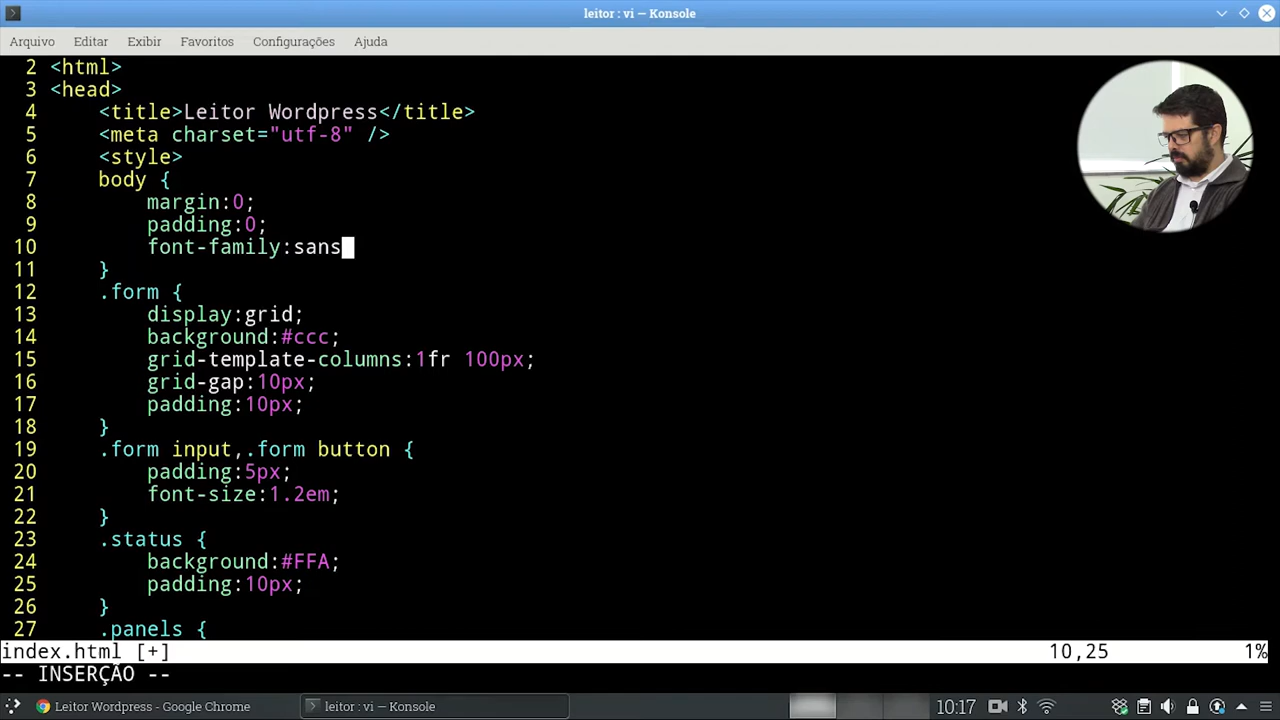 leitor : vi — Konsole
Arquivo Editar Exibir Favoritos Configurações Ajuda
2 <html>
3 <head>
4 <title>Leitor Wordpress</title>
5 <meta charset="utf-8" />
6 <style>
7 body {
8 margin:0;
9 padding:0;
10 font-family:sans
11 }
12 .form {
13 display:grid;
14 background:#ccc;
15 grid-template-columns:1fr 100px;
16 grid-gap:10px;
17 padding:10px;
18 }
19 .form input,.form button {
20 padding:5px;
21 font-size:1.2em;
22 }
23 .status {
24 background:#FFA;
25 padding:10px;
26 }
27 .panels {
index.html [+] 10,25 1%
-- INSERÇÃO --
Leitor Wordpress - Google Chrome leitor : vi — Konsole 10:17